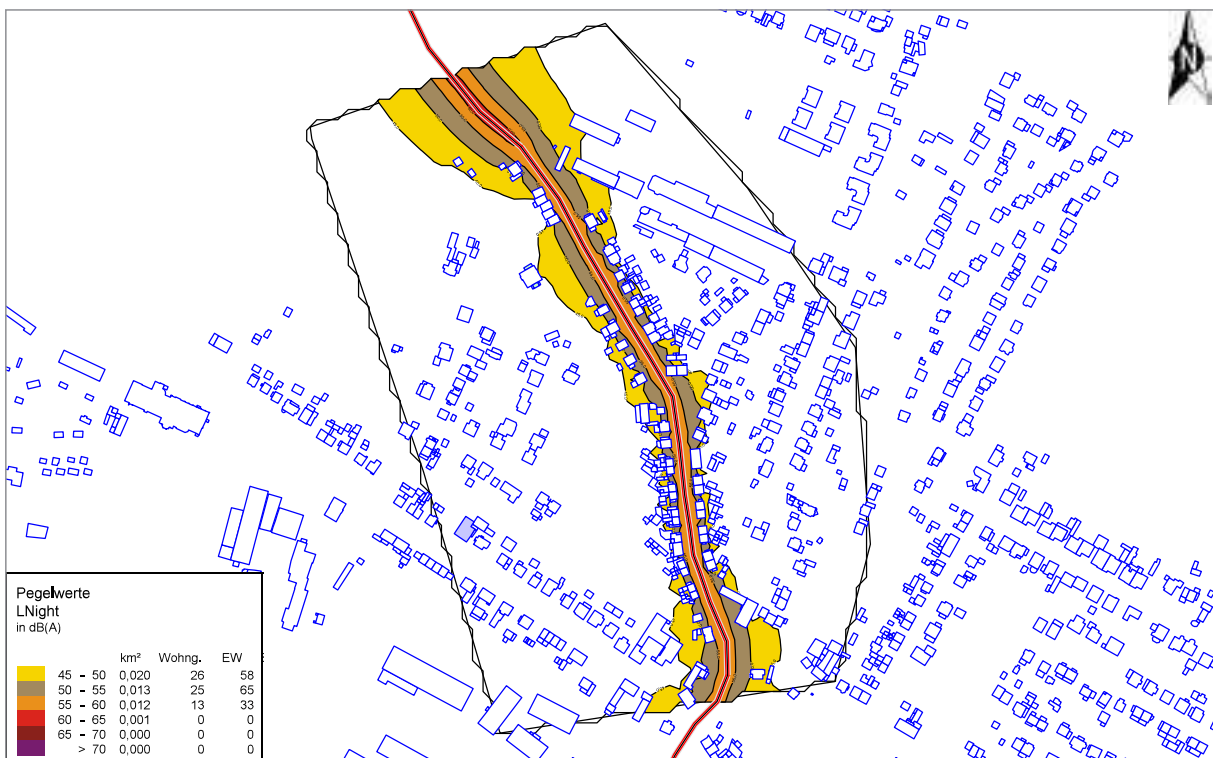 N
Pegelwerte
LNight
in dB(A)
km² Wohng. EW
45 - 50 0,020 26 58
50 - 55 0,013 25 65
55 - 60 0,012 13 33
60 - 65 0,001 0 0
65 - 70 0,000 0 0
> 70 0,000 0 0